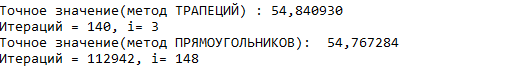 Точное значение(метод ТРАПЕЦИЙ) : 54,840930
Итераций = 140, i= 3
Точное значение(метод ПРЯМОУГОЛЬНИКОВ):  54,767284
Итераций = 112942, i= 148